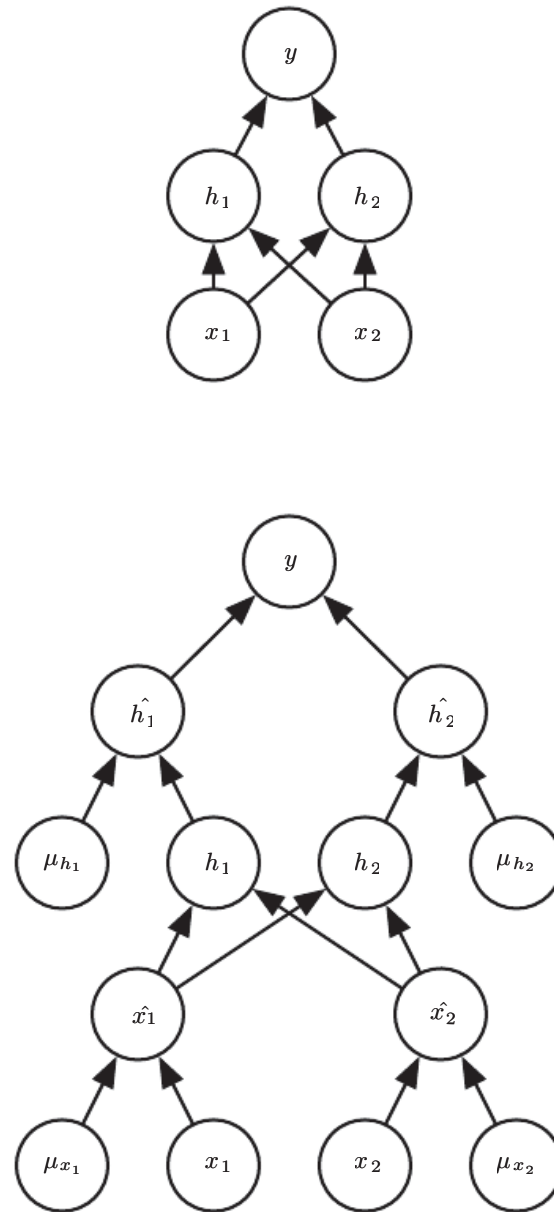 y
h₁ h₂
x₁ x₂
y
ĥ₁ ĥ₂
μₕ₁ h₁ h₂ μₕ₂
x̂₁ x̂₂
μₓ₁ x₁ x₂ μₓ₂